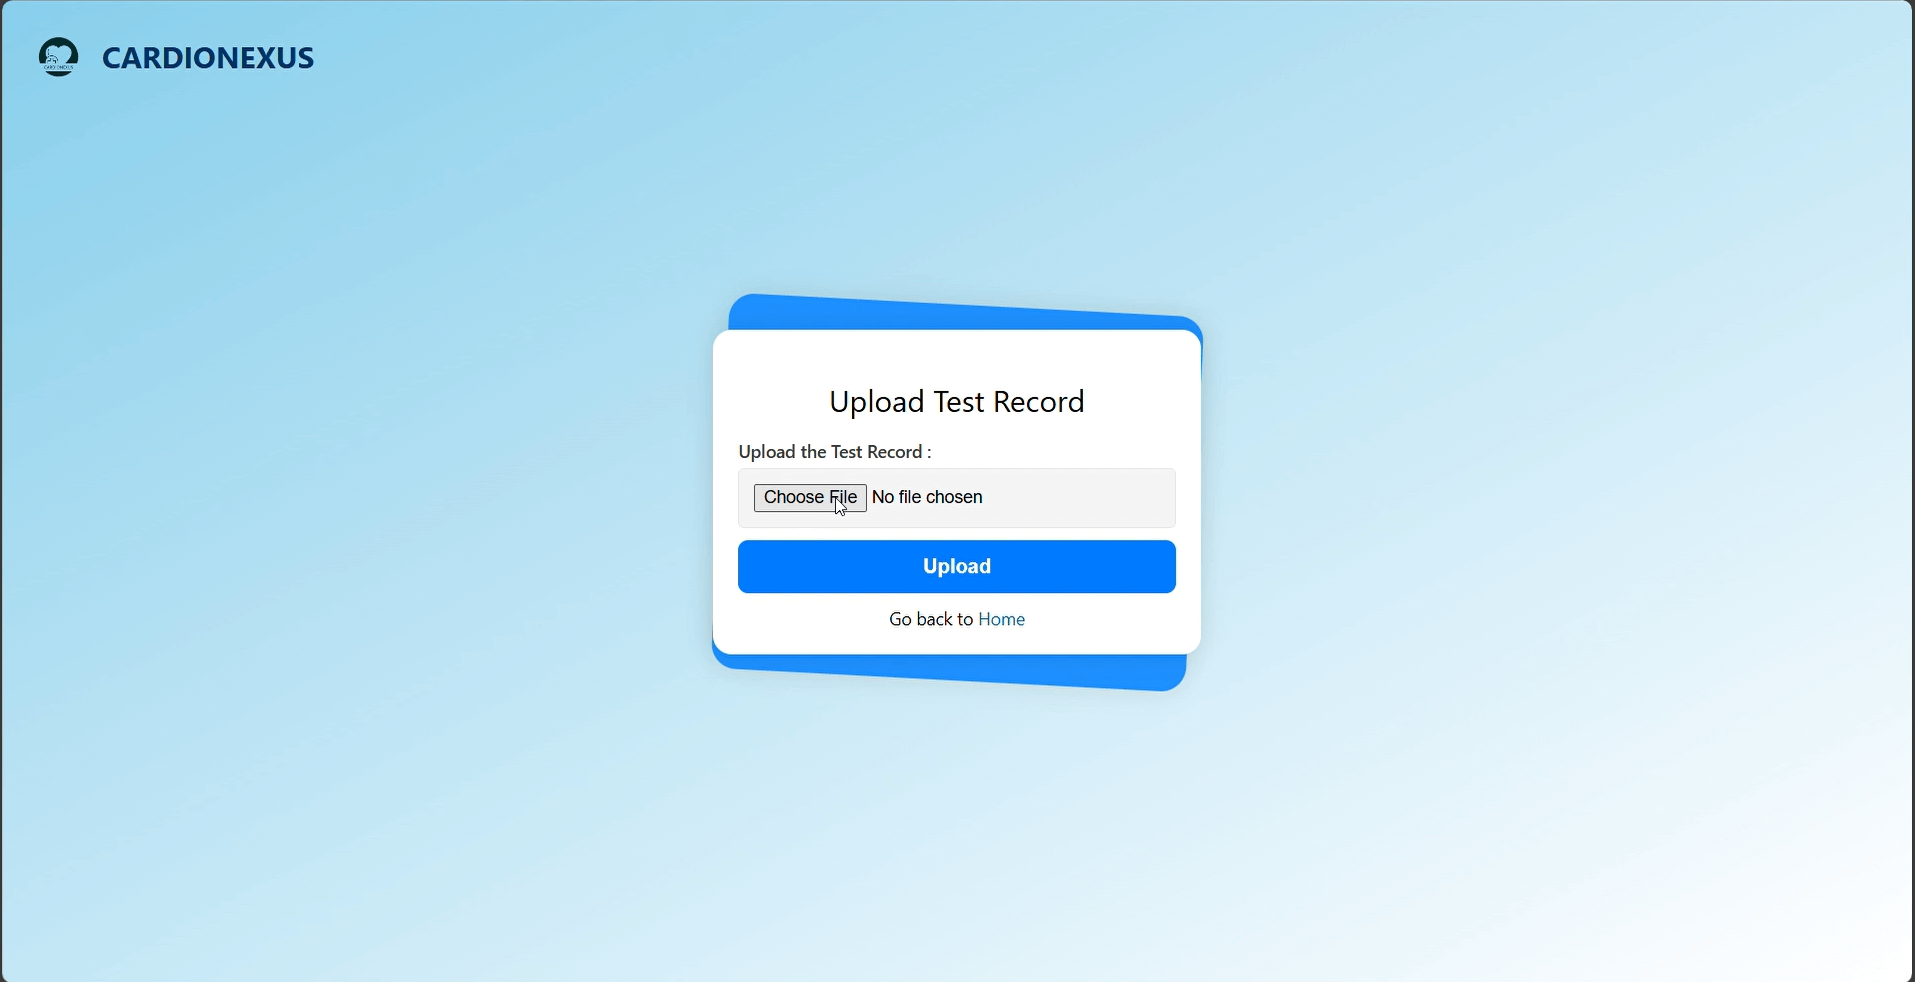 CARDIONEXUS
Upload Test Record
Upload the Test Record :
Choose File No file chosen
Upload
Go back to Home